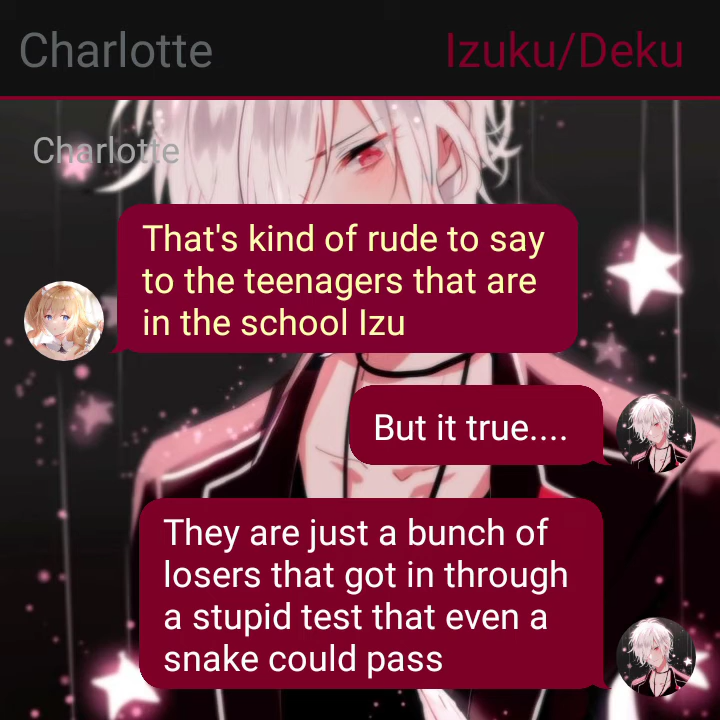 Charlotte Izuku/Deku
Charlotte
That's kind of rude to say
to the teenagers that are
in the school Izu
But it true....
They are just a bunch of
losers that got in through
a stupid test that even a
snake could pass